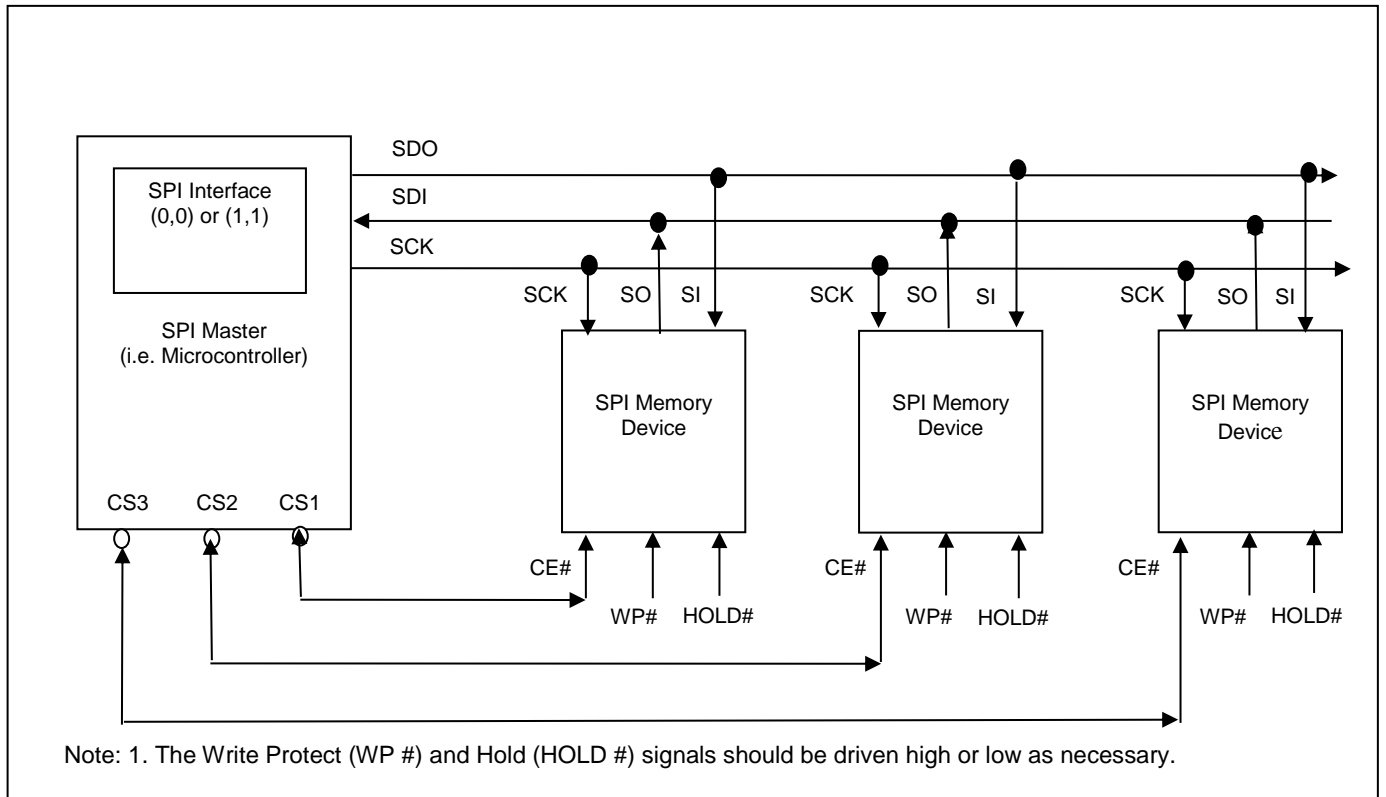 SDO
SPI Interface
(0,0) or (1,1)
SDI
SCK
SCK SO SI SCK SO SI SCK SO SI
SPI Master
(i.e. Microcontroller)
SPI Memory
Device
SPI Memory
Device
SPI Memory
Device
CS3 CS2 CS1
CE# CE# CE#
WP# HOLD# WP# HOLD# WP# HOLD#
Note: 1. The Write Protect (WP #) and Hold (HOLD #) signals should be driven high or low as necessary.